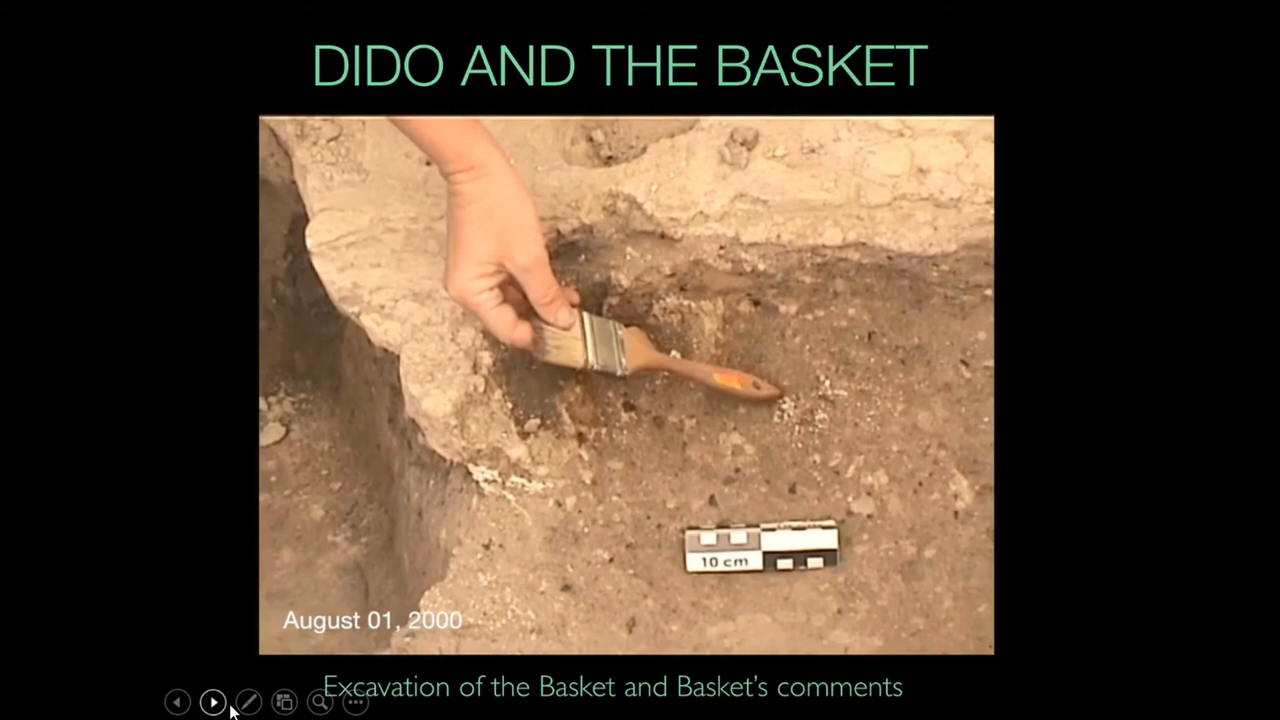 DIDO AND THE BASKET
10 cm
August 01, 2000
Excavation of the Basket and Basket's comments